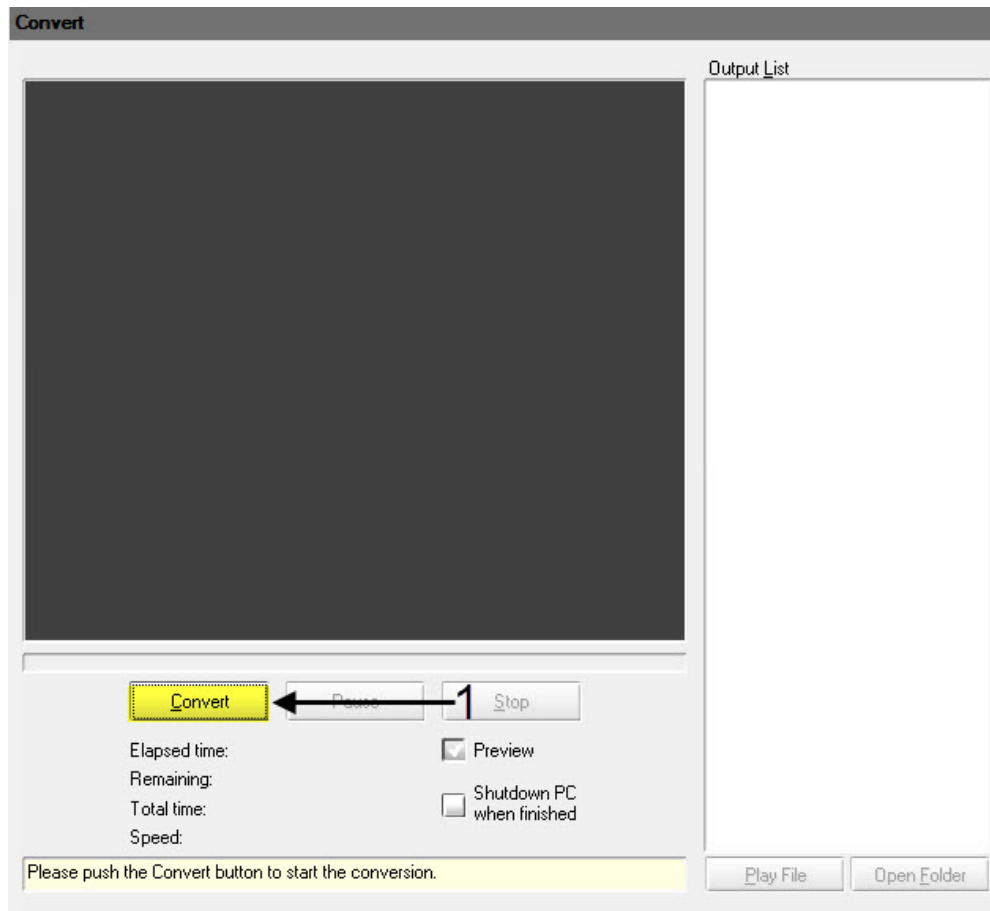 Convert
Output List
Convert
Pause
1
Stop
Elapsed time:
Preview
Remaining:
Shutdown PC
when finished
Total time:
Speed:
Please push the Convert button to start the conversion.
Play File
Open Folder